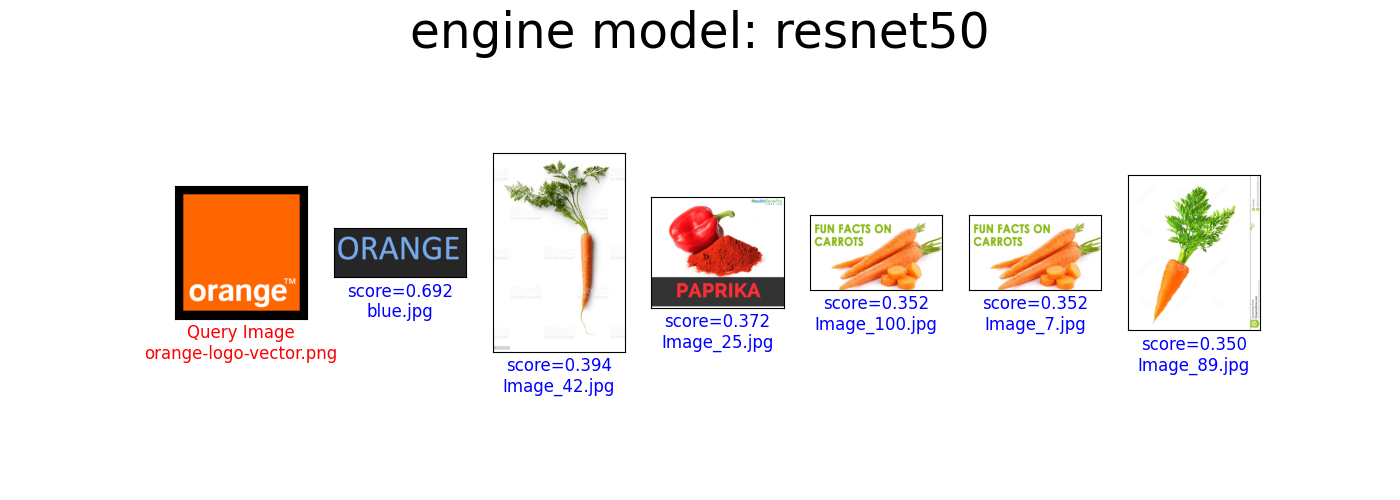 engine model: resnet50
orange™
Query Image
orange-logo-vector.png
ORANGE
score=0.692
blue.jpg
score=0.394
Image_42.jpg
PAPRIKA
score=0.372
Image_25.jpg
FUN FACTS ON
CARROTS
score=0.352
Image_100.jpg
FUN FACTS ON
CARROTS
score=0.352
Image_7.jpg
score=0.350
Image_89.jpg